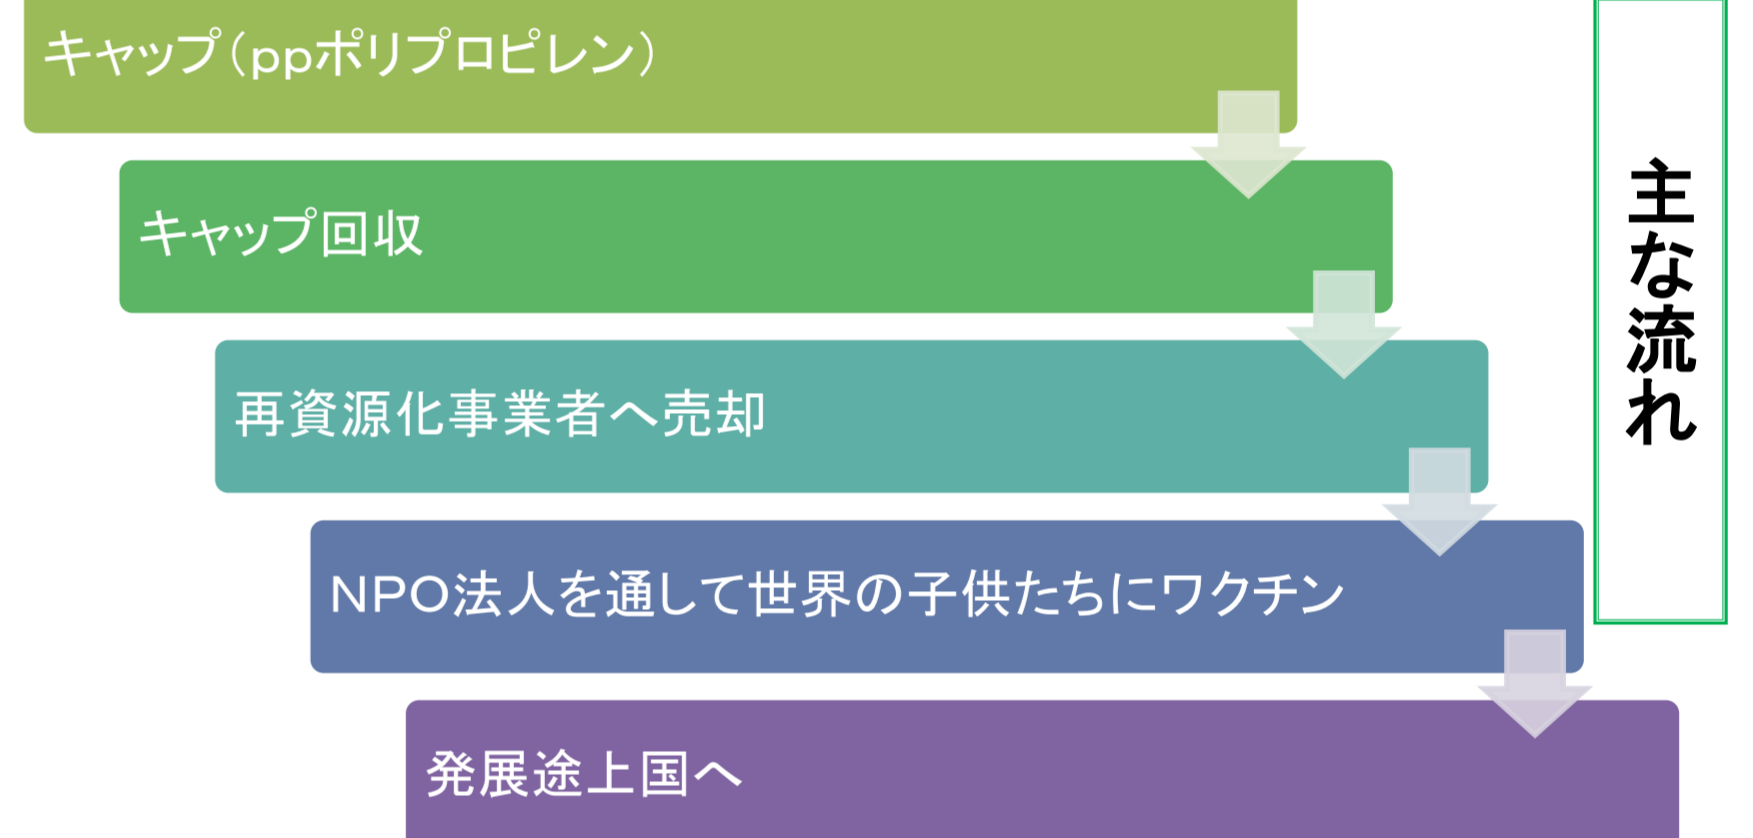 キャップ（ppポリプロピレン）
キャップ回収
再資源化事業者へ売却
NPO法人を通して世界の子供たちにワクチン
発展途上国へ
主な流れ